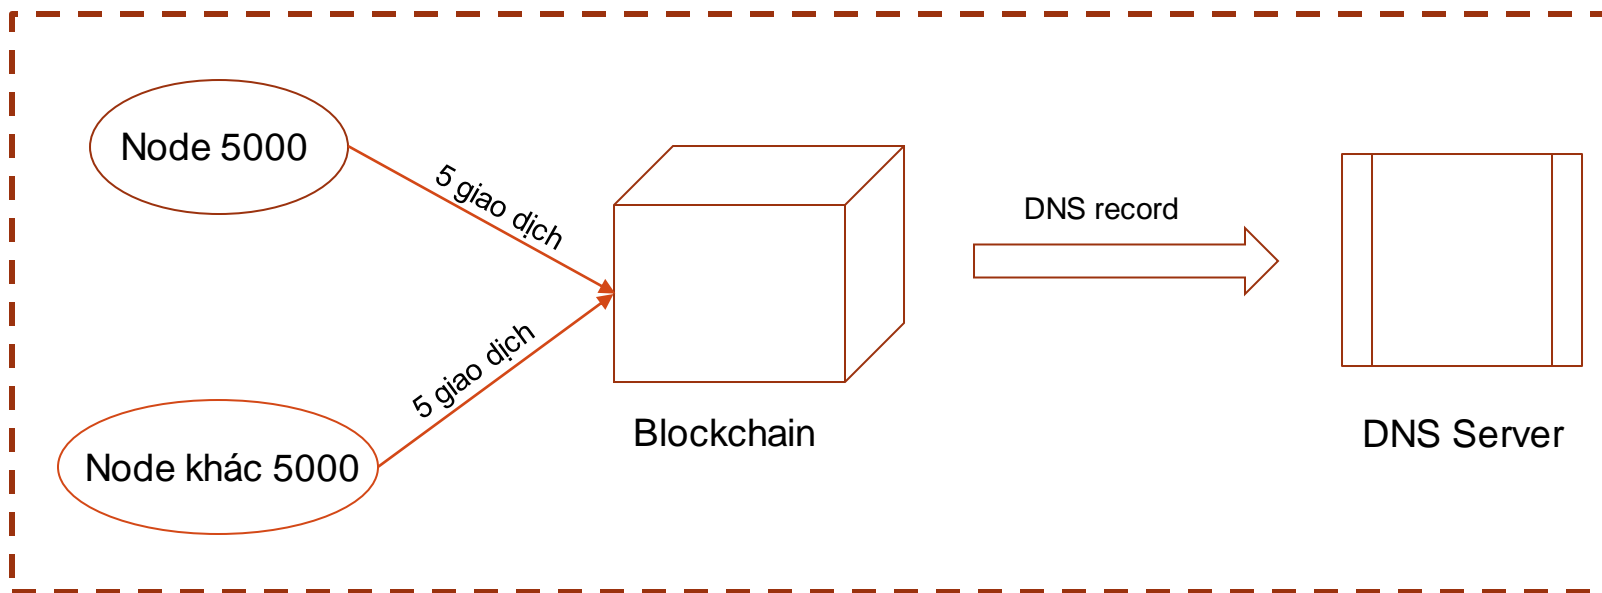 Node 5000
5 giao dịch
DNS record
5 giao dịch
Blockchain
DNS Server
Node khác 5000